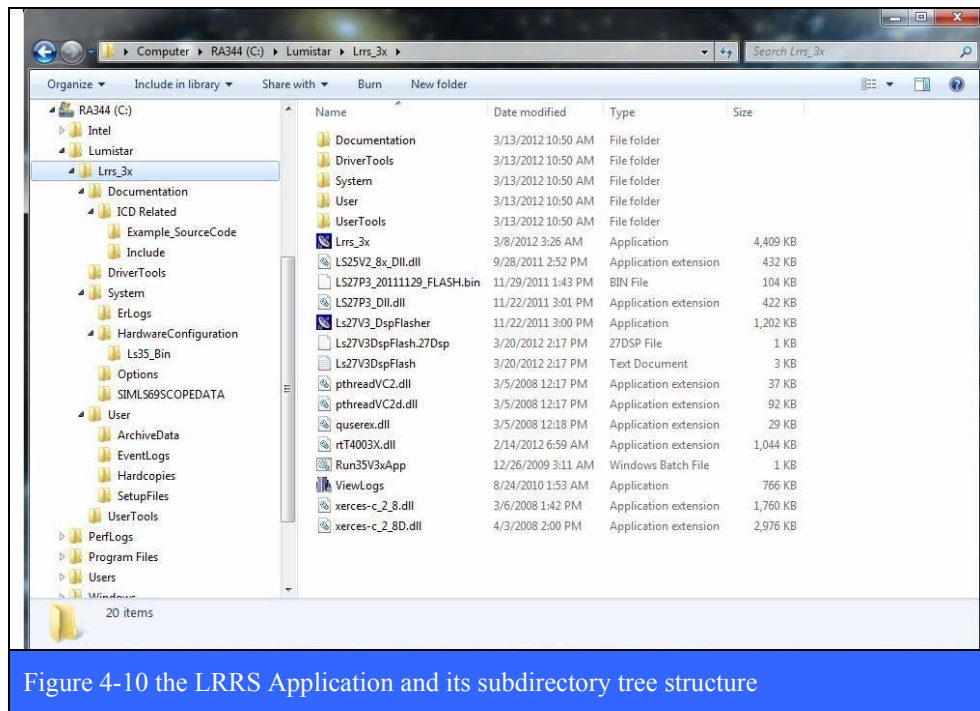 Computer ▸ RA344 (C:) ▸ Lumistar ▸ Lrrs_3x ▸
Search Lrrs_3x
Organize Include in library Share with Burn New folder
RA344 (C:)
Intel
Lumistar
Lrrs_3x
Documentation
ICD Related
Example_SourceCode
Include
DriverTools
System
ErLogs
HardwareConfiguration
Ls35_Bin
Options
SIMLS69SCOPEDATA
User
ArchiveData
EventLogs
Hardcopies
SetupFiles
UserTools
PerfLogs
Program Files
Users
Windows
Name Date modified Type Size
Documentation 3/13/2012 10:50 AM File folder
DriverTools 3/13/2012 10:50 AM File folder
System 3/13/2012 10:50 AM File folder
User 3/13/2012 10:50 AM File folder
UserTools 3/13/2012 10:50 AM File folder
Lrrs_3x 3/8/2012 3:26 AM Application 4,409 KB
LS25V2_8x_Dll.dll 9/28/2011 2:52 PM Application extension 432 KB
LS27P3_20111129_FLASH.bin 11/29/2011 1:43 PM BIN File 104 KB
LS27P3_Dll.dll 11/22/2011 3:01 PM Application extension 422 KB
Ls27V3_DspFlasher 11/22/2011 3:00 PM Application 1,202 KB
Ls27V3DspFlash.27Dsp 3/20/2012 2:17 PM 27DSP File 1 KB
Ls27V3DspFlash 3/20/2012 2:17 PM Text Document 3 KB
pthreadVC2.dll 3/5/2008 12:17 PM Application extension 37 KB
pthreadVC2d.dll 3/5/2008 12:17 PM Application extension 92 KB
quserex.dll 3/5/2008 12:18 PM Application extension 29 KB
rtT4003X.dll 2/14/2012 6:59 AM Application extension 1,044 KB
Run35V3xApp 12/26/2009 3:11 AM Windows Batch File 1 KB
ViewLogs 8/24/2010 1:53 AM Application 766 KB
xerces-c_2_8.dll 3/6/2008 1:42 PM Application extension 1,760 KB
xerces-c_2_8D.dll 4/3/2008 2:00 PM Application extension 2,976 KB
20 items
Figure 4-10 the LRRS Application and its subdirectory tree structure